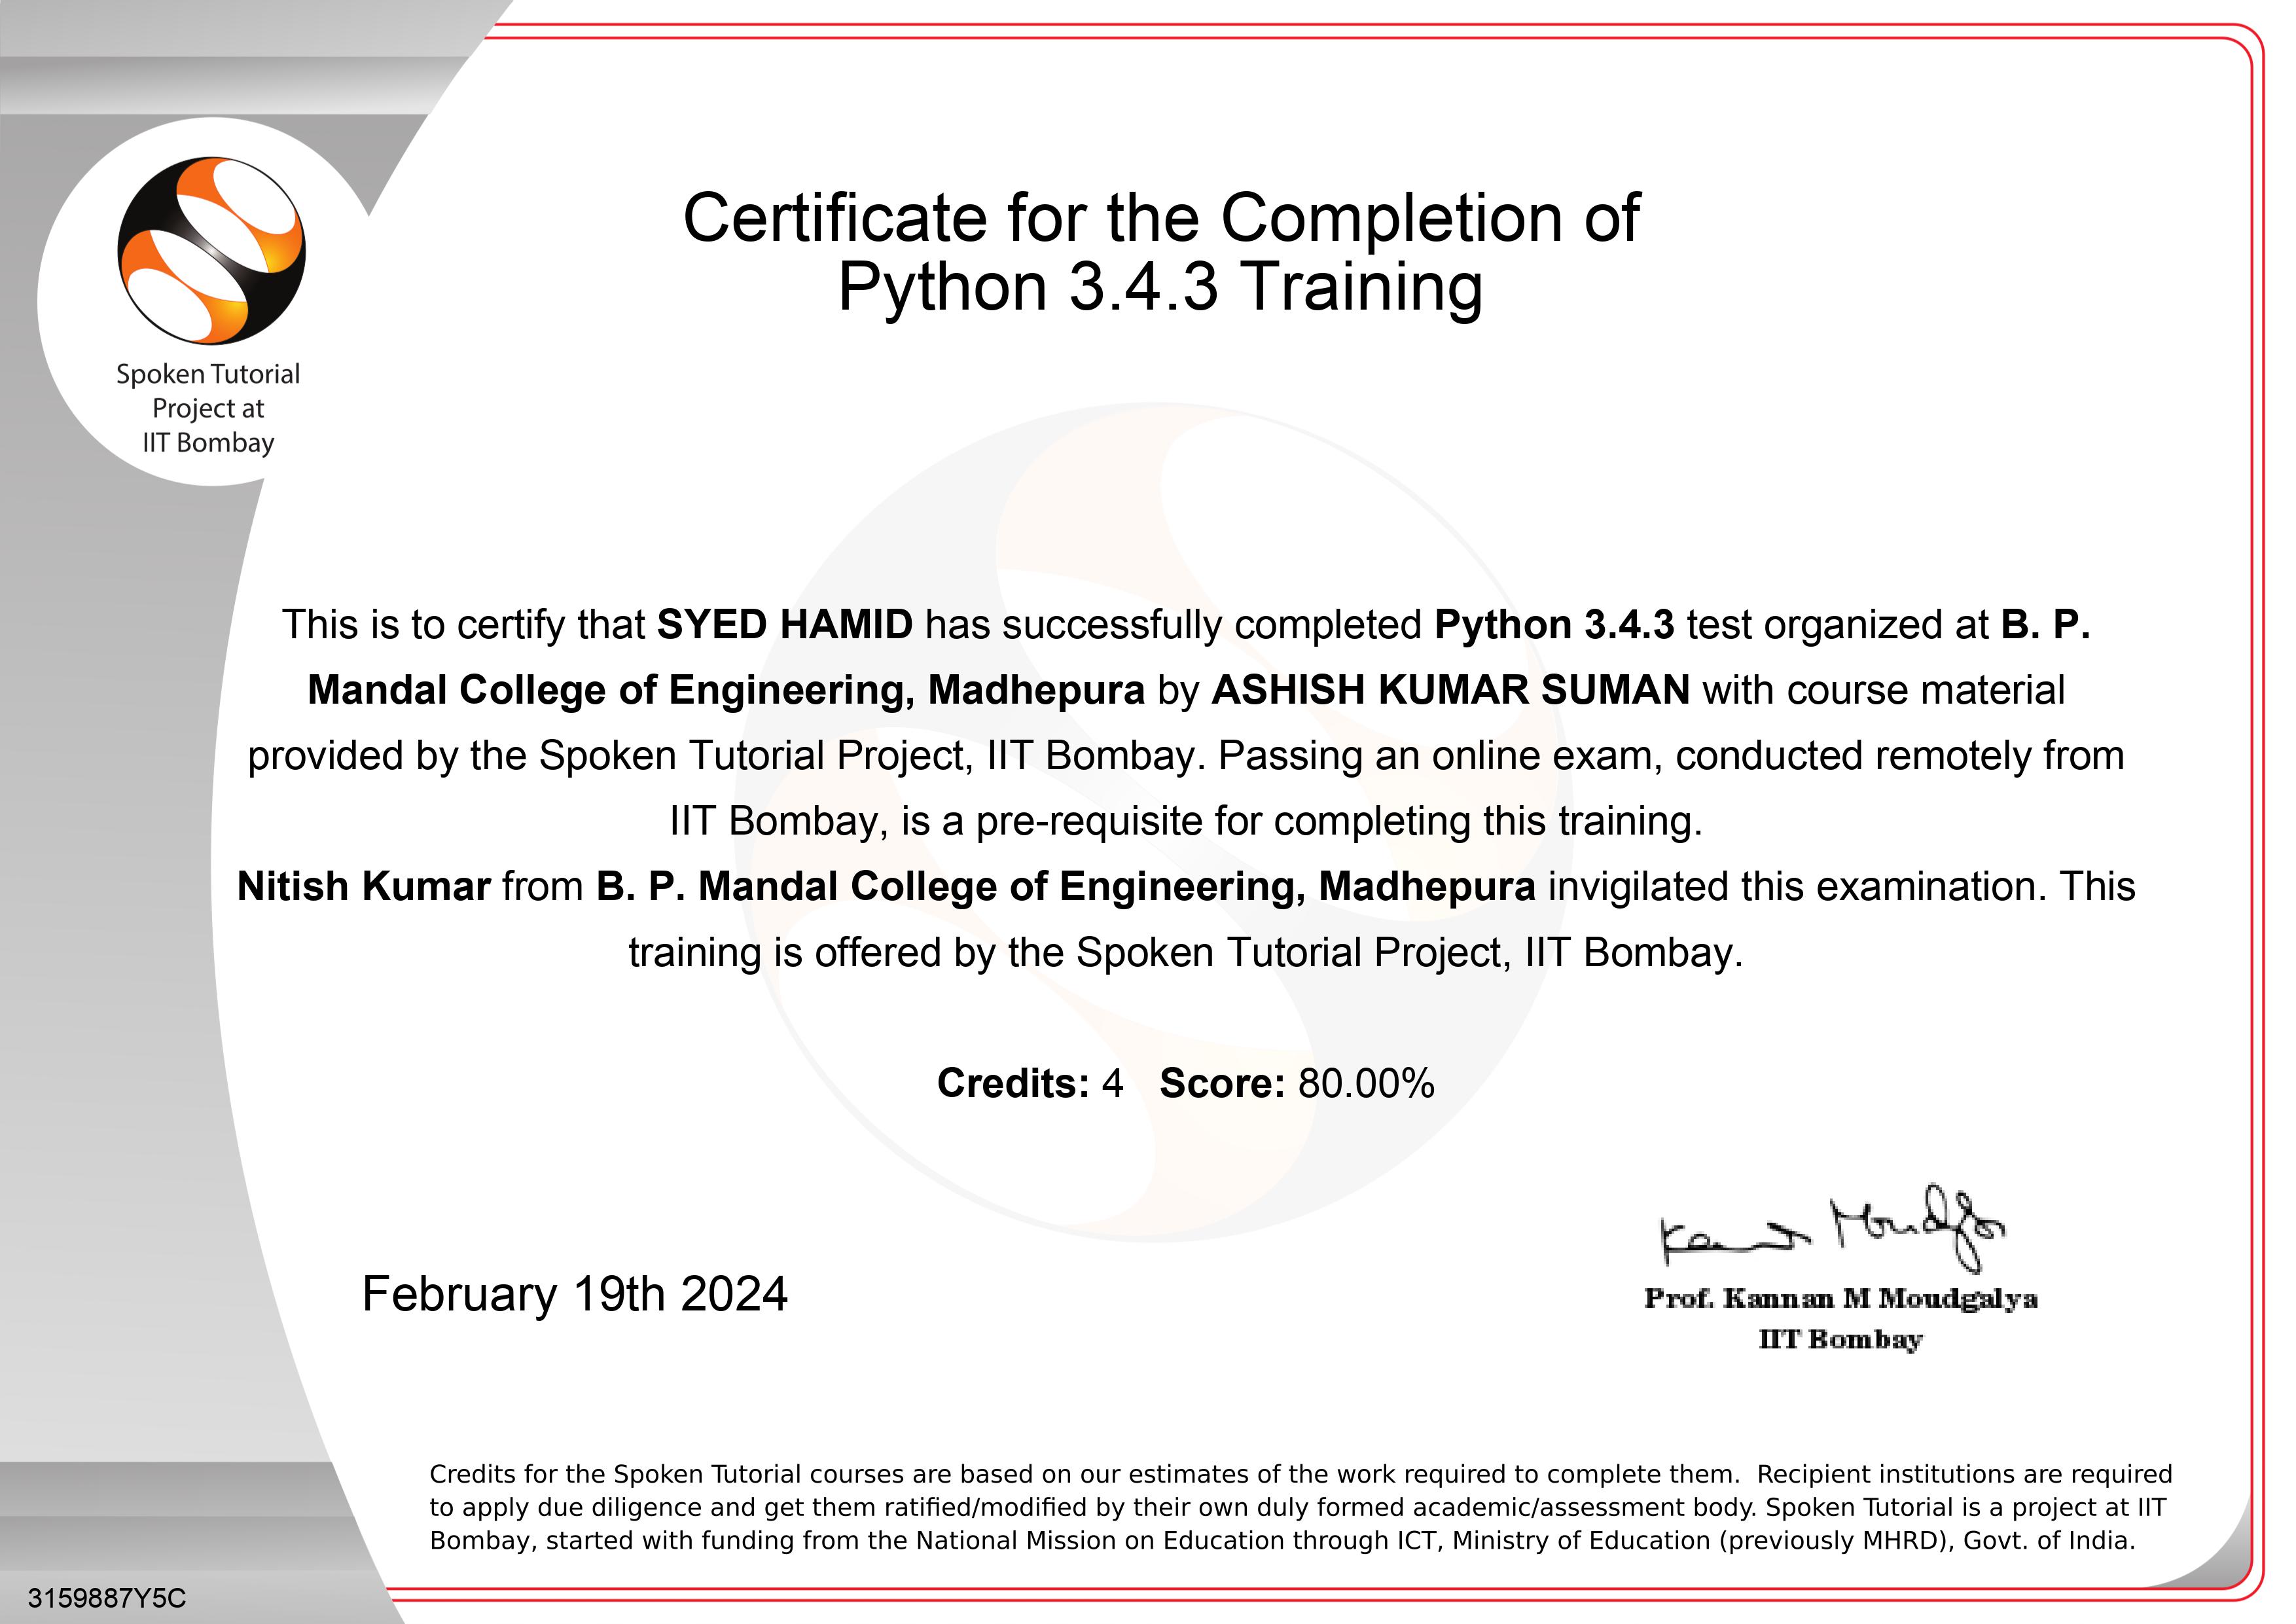 Spoken Tutorial
Project at
IIT Bombay
Certificate for the Completion of
Python 3.4.3 Training
This is to certify that SYED HAMID has successfully completed Python 3.4.3 test organized at B. P.
Mandal College of Engineering, Madhepura by ASHISH KUMAR SUMAN with course material
provided by the Spoken Tutorial Project, IIT Bombay. Passing an online exam, conducted remotely from
IIT Bombay, is a pre-requisite for completing this training.
Nitish Kumar from B. P. Mandal College of Engineering, Madhepura invigilated this examination. This
training is offered by the Spoken Tutorial Project, IIT Bombay.
Credits: 4 Score: 80.00%
February 19th 2024
Prof. Kannan M Moudgalya
IIT Bombay
Credits for the Spoken Tutorial courses are based on our estimates of the work required to complete them. Recipient institutions are required
to apply due diligence and get them ratified/modified by their own duly formed academic/assessment body. Spoken Tutorial is a project at IIT
Bombay, started with funding from the National Mission on Education through ICT, Ministry of Education (previously MHRD), Govt. of India.
3159887Y5C